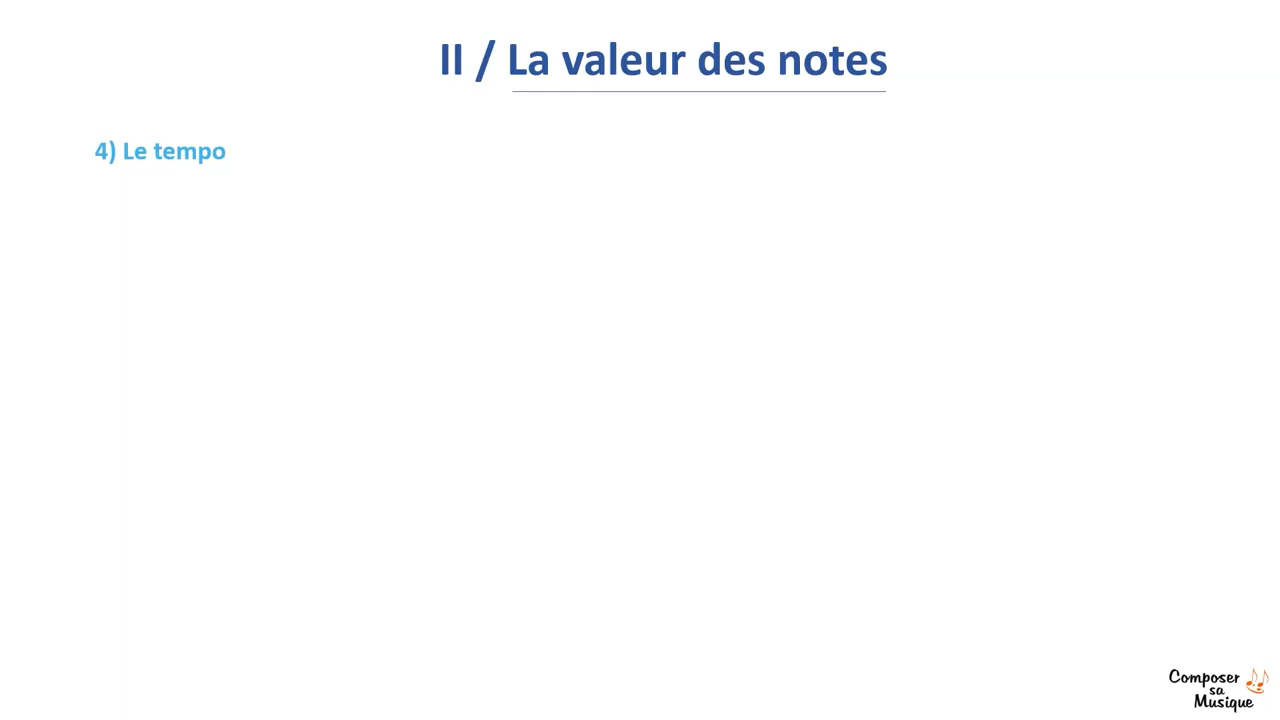 II / La valeur des notes
4) Le tempo
Composer
sa
Musique